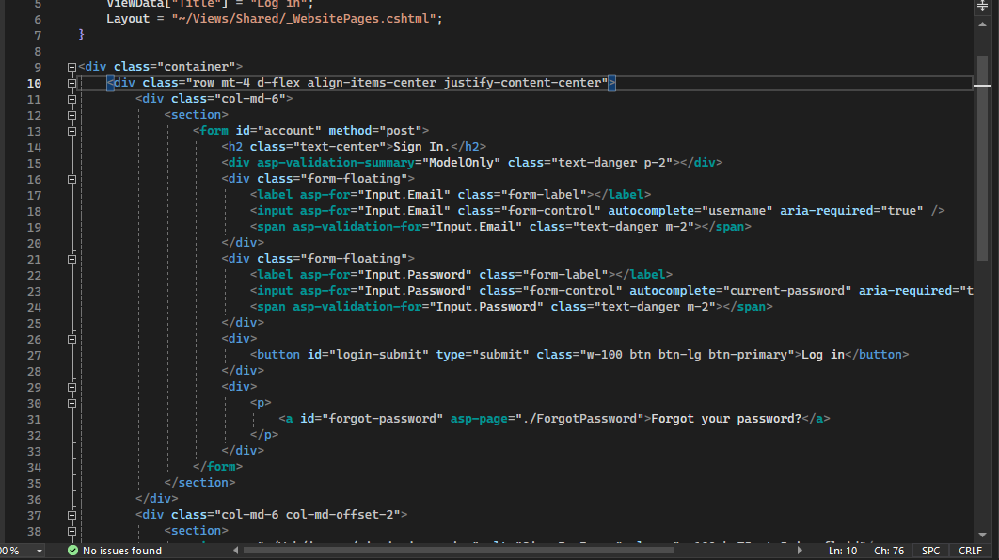 5 ViewData["Title"] = "Log in";
6 Layout = "~/Views/Shared/_WebsitePages.cshtml";
7 }
8
9 <div class="container">
10 <div class="row mt-4 d-flex align-items-center justify-content-center">
11 <div class="col-md-6">
12 <section>
13 <form id="account" method="post">
14 <h2 class="text-center">Sign In.</h2>
15 <div asp-validation-summary="ModelOnly" class="text-danger p-2"></div>
16 <div class="form-floating">
17 <label asp-for="Input.Email" class="form-label"></label>
18 <input asp-for="Input.Email" class="form-control" autocomplete="username" aria-required="true" />
19 <span asp-validation-for="Input.Email" class="text-danger m-2"></span>
20 </div>
21 <div class="form-floating">
22 <label asp-for="Input.Password" class="form-label"></label>
23 <input asp-for="Input.Password" class="form-control" autocomplete="current-password" aria-required="t
24 <span asp-validation-for="Input.Password" class="text-danger m-2"></span>
25 </div>
26 <div>
27 <button id="login-submit" type="submit" class="w-100 btn btn-lg btn-primary">Log in</button>
28 </div>
29 <div>
30 <p>
31 <a id="forgot-password" asp-page="./ForgotPassword">Forgot your password?</a>
32 </p>
33 </div>
34 </form>
35 </section>
36 </div>
37 <div class="col-md-6 col-md-offset-2">
38 <section>
00 % No issues found Ln: 10 Ch: 76 SPC CRLF